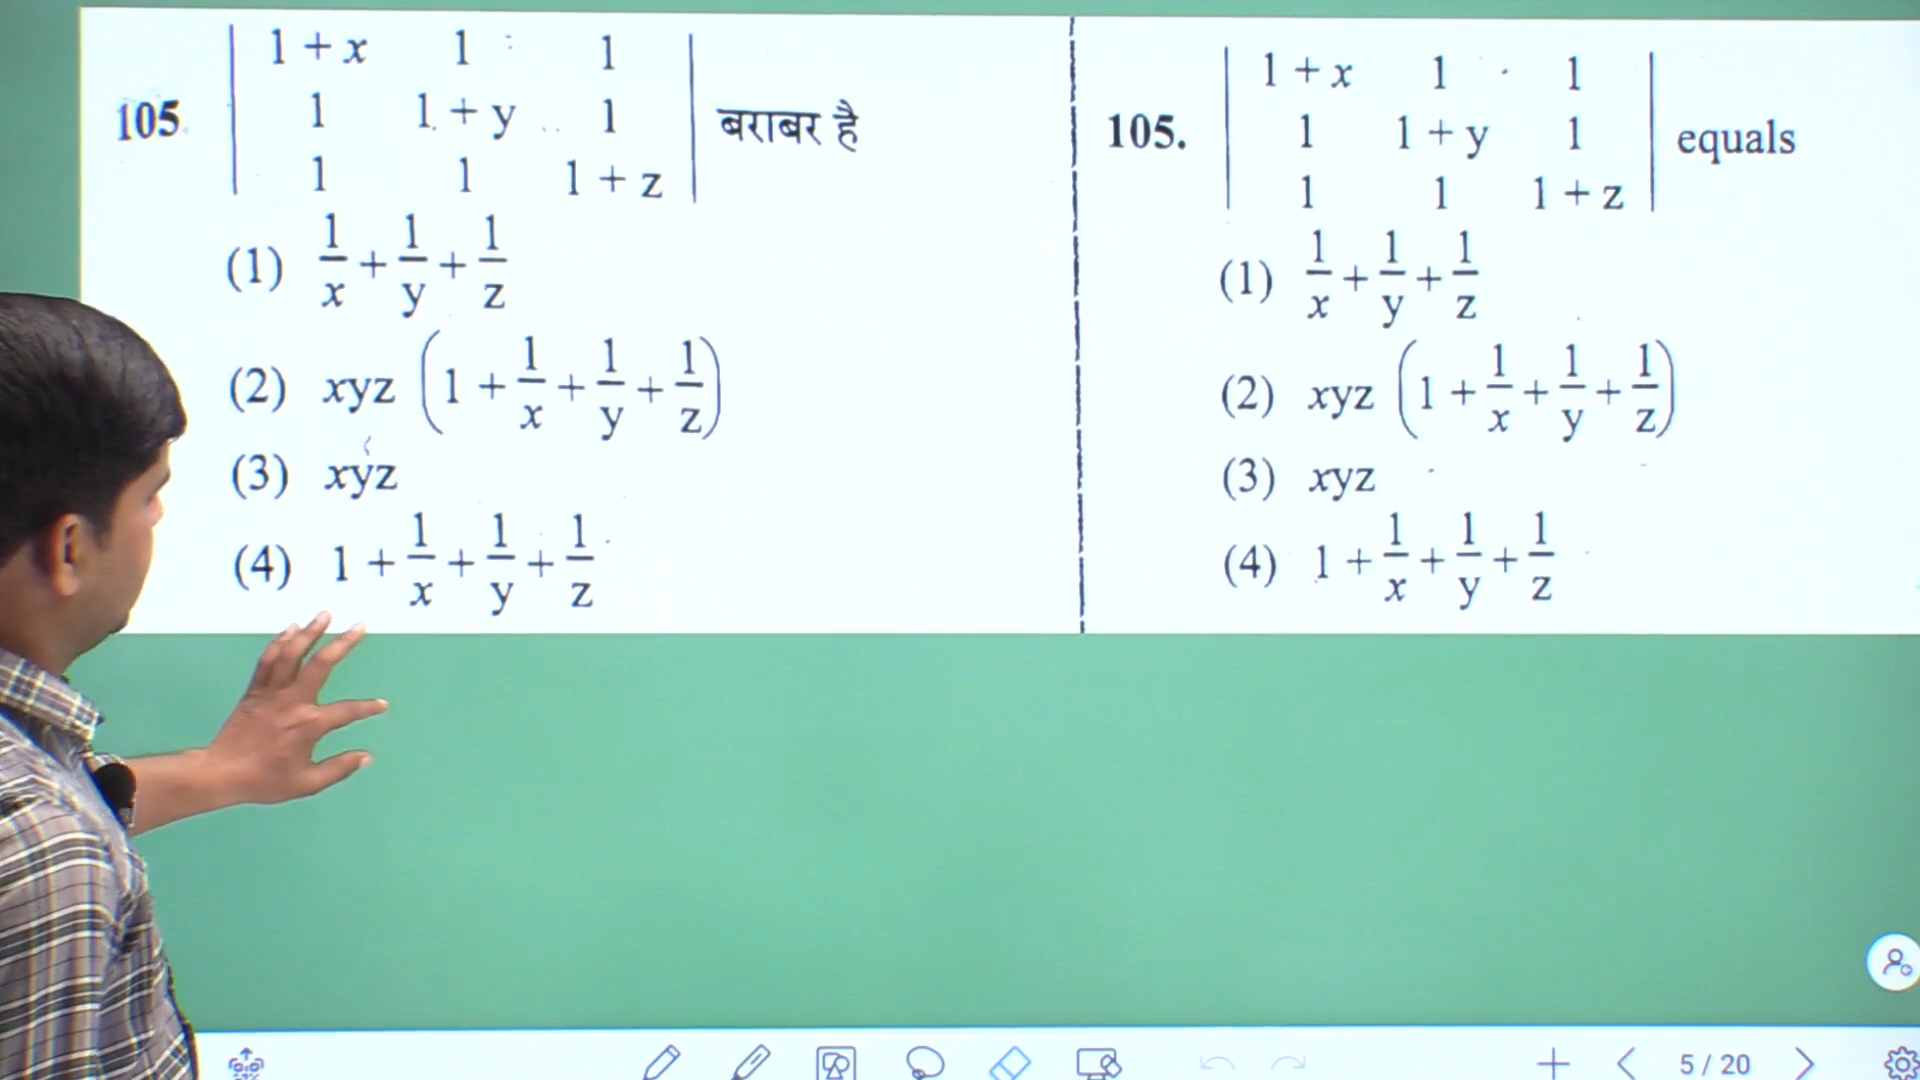 105. | 1 + x 1 1 |
| 1 1 + y 1 | बराबर है
| 1 1 1 + z |
(1) 1/x + 1/y + 1/z
(2) xyz (1 + 1/x + 1/y + 1/z)
(3) xyz
(4) 1 + 1/x + 1/y + 1/z
105. | 1 + x 1 1 |
| 1 1 + y 1 | equals
| 1 1 1 + z |
(1) 1/x + 1/y + 1/z
(2) xyz (1 + 1/x + 1/y + 1/z)
(3) xyz
(4) 1 + 1/x + 1/y + 1/z
5 / 20